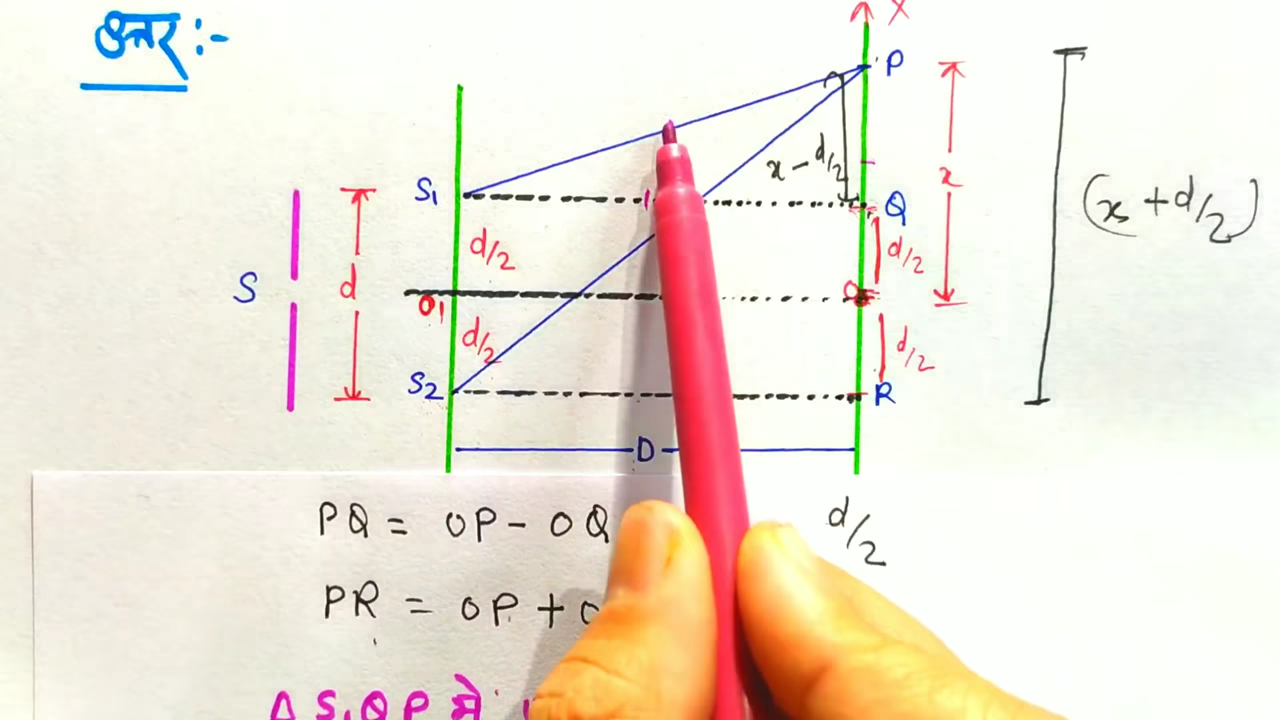 उत्तर :-
X
P
x - d/2
x
(x + d/2)
S1
Q
d/2
d/2
S
d
O1
O
d/2
d/2
S2
R
D
PQ = OP - OQ
d/2
PR = OP +
Δ S1QP में